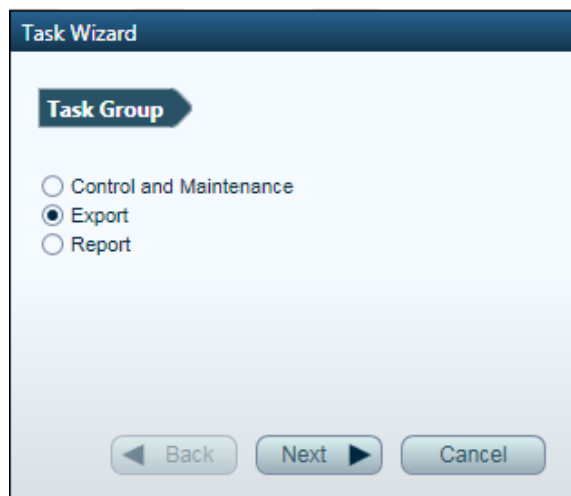 Task Wizard
Task Group
Control and Maintenance
Export
Report
Back Next Cancel